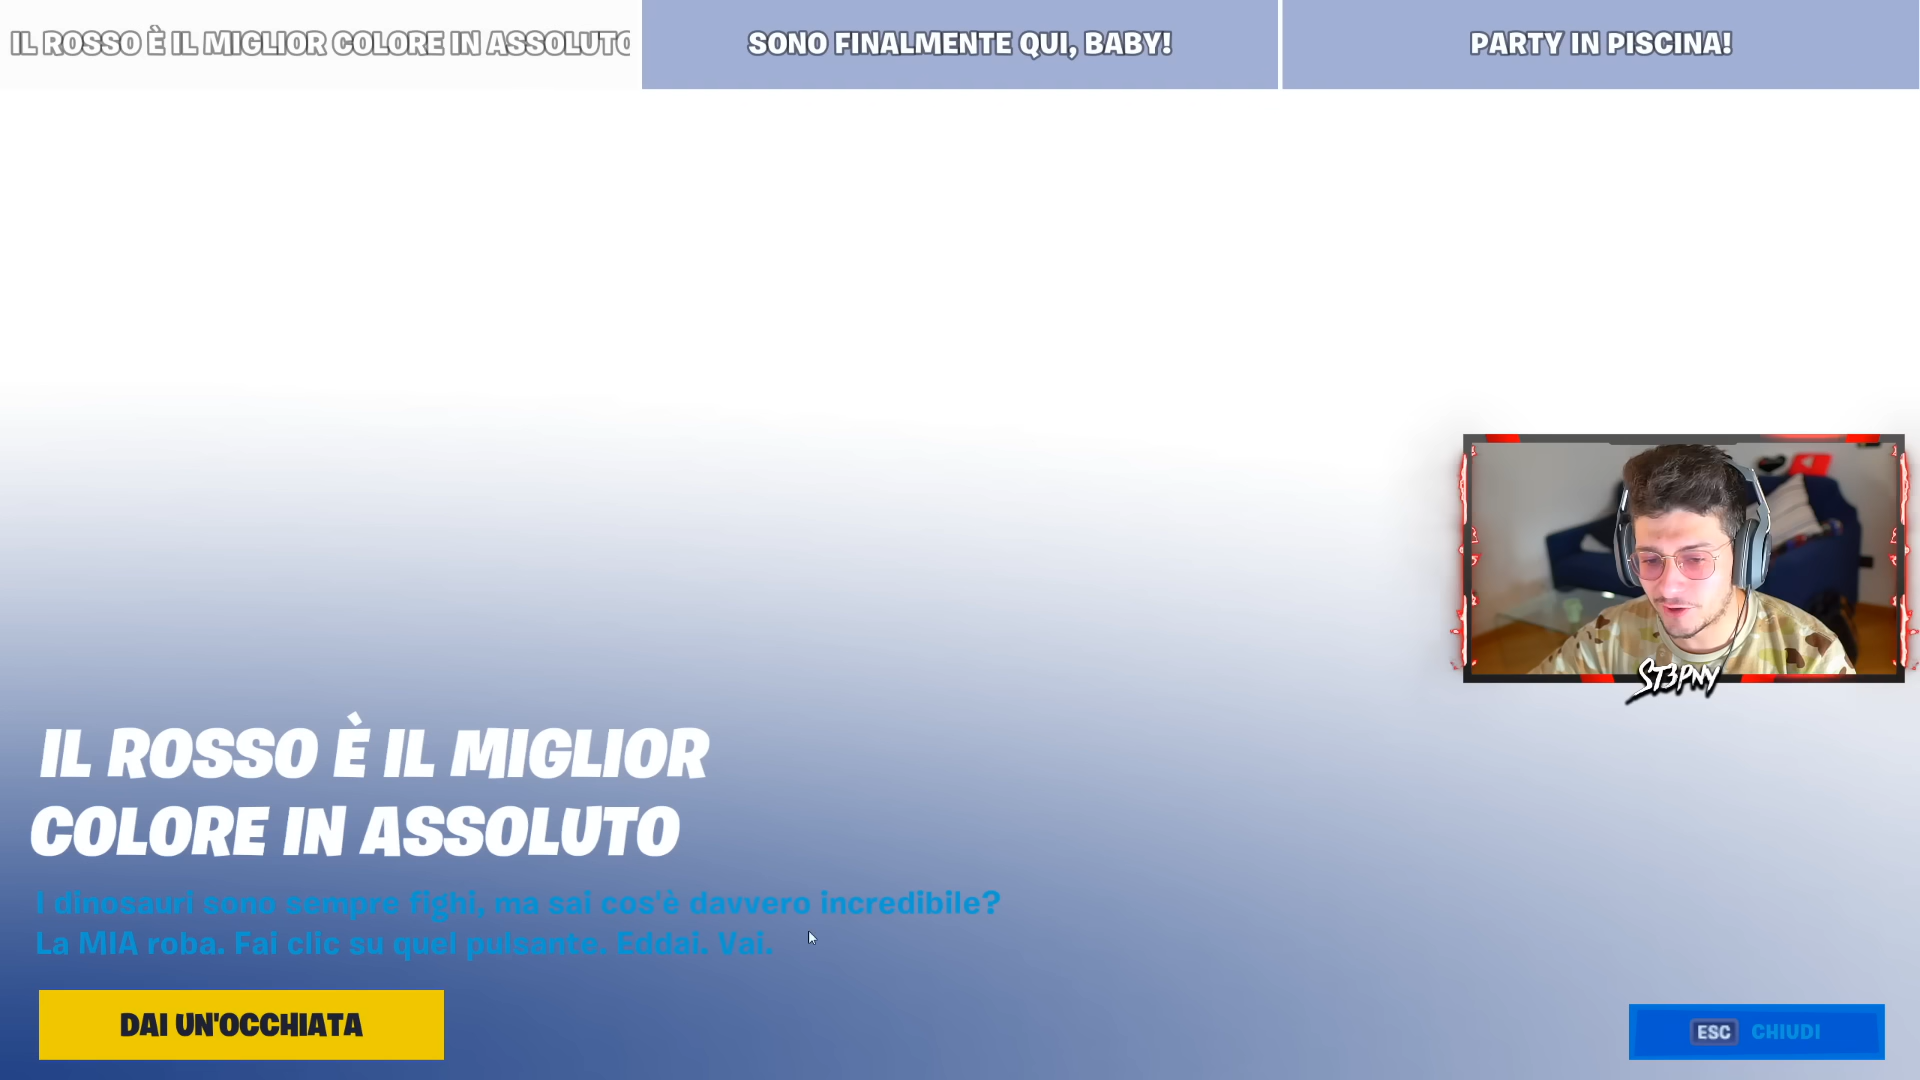 IL ROSSO È IL MIGLIOR COLORE IN ASSOLUTO
SONO FINALMENTE QUI, BABY!
PARTY IN PISCINA!
ST3PNY
IL ROSSO È IL MIGLIOR
COLORE IN ASSOLUTO
I dinosauri sono sempre fighi, ma sai cos'è davvero incredibile?
La MIA roba. Fai clic su quel pulsante. Eddai. Vai.
DAI UN'OCCHIATA
ESC CHIUDI